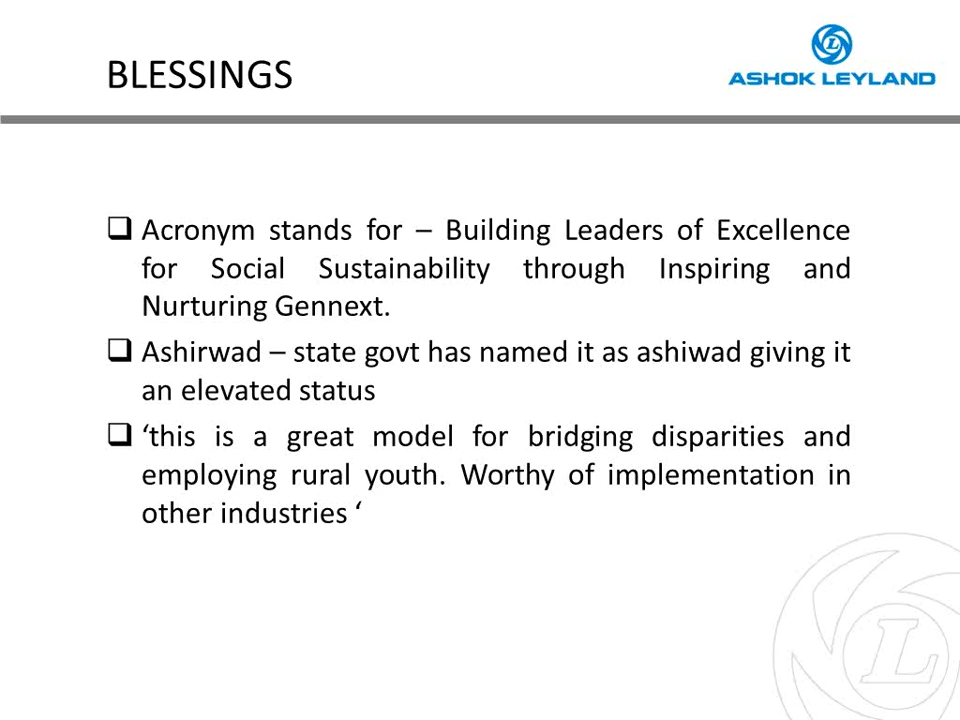 BLESSINGS
L
ASHOK LEYLAND
Acronym stands for – Building Leaders of Excellence
for Social Sustainability through Inspiring and
Nurturing Gennext.
Ashirwad – state govt has named it as ashiwad giving it
an elevated status
‘this is a great model for bridging disparities and
employing rural youth. Worthy of implementation in
other industries ‘
L